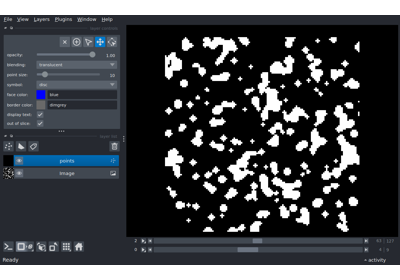 File View Layers Plugins Window Help
opacity: 1.00
blending: translucent
point size: 10
symbol: disc
face color: blue
border color: dimgrey
display text:
out of slice:
points
Image
2
0
Ready
activity